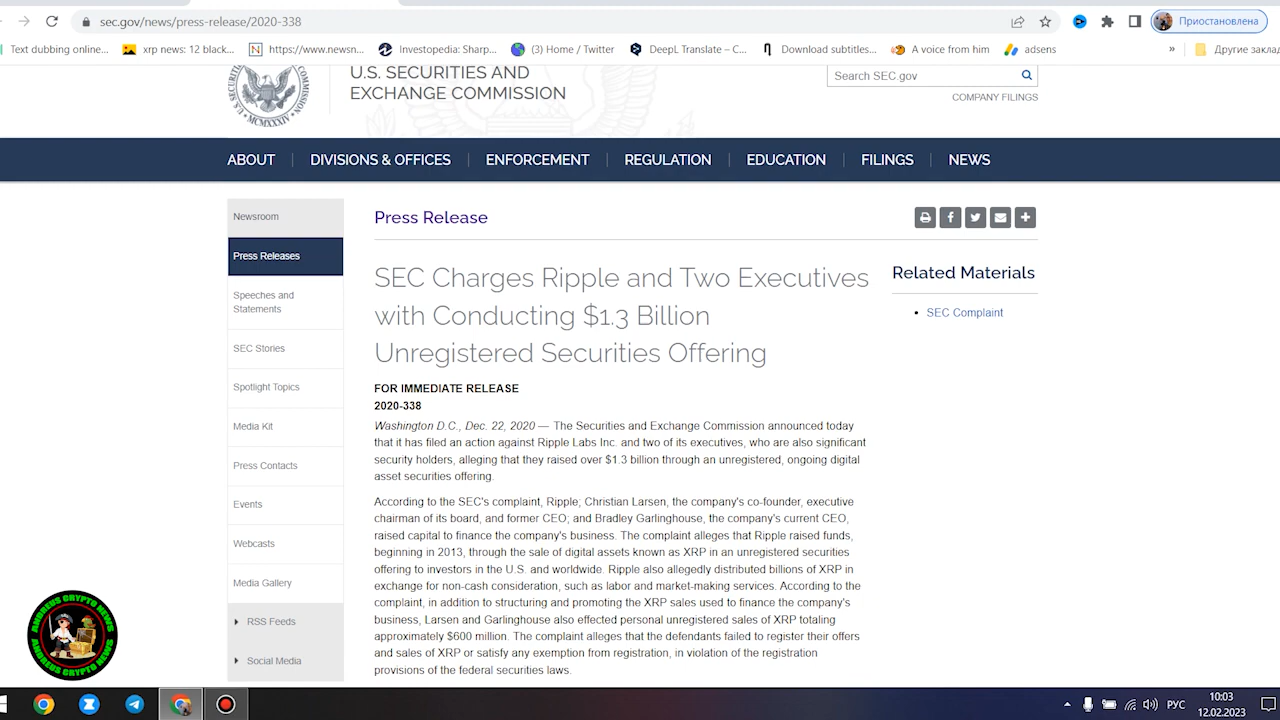 sec.gov/news/press-release/2020-338
Приостановлена
Text dubbing online...
xrp news: 12 black...
https://www.newsn...
Investopedia: Sharp...
(3) Home / Twitter
DeepL Translate – C...
Download subtitles...
A voice from him
adsens
»
Другие заклад
U.S. SECURITIES AND
EXCHANGE COMMISSION
MCMXXXIV
Search SEC.gov
COMPANY FILINGS
ABOUT
DIVISIONS & OFFICES
ENFORCEMENT
REGULATION
EDUCATION
FILINGS
NEWS
Newsroom
Press Releases
Speeches and
Statements
SEC Stories
Spotlight Topics
Media Kit
Press Contacts
Events
Webcasts
Media Gallery
RSS Feeds
Social Media
Press Release
SEC Charges Ripple and Two Executives
with Conducting $1.3 Billion
Unregistered Securities Offering
FOR IMMEDIATE RELEASE
2020-338
Washington D.C., Dec. 22, 2020 — The Securities and Exchange Commission announced today
that it has filed an action against Ripple Labs Inc. and two of its executives, who are also significant
security holders, alleging that they raised over $1.3 billion through an unregistered, ongoing digital
asset securities offering.
According to the SEC's complaint, Ripple; Christian Larsen, the company's co-founder, executive
chairman of its board, and former CEO; and Bradley Garlinghouse, the company's current CEO,
raised capital to finance the company's business. The complaint alleges that Ripple raised funds,
beginning in 2013, through the sale of digital assets known as XRP in an unregistered securities
offering to investors in the U.S. and worldwide. Ripple also allegedly distributed billions of XRP in
exchange for non-cash consideration, such as labor and market-making services. According to the
complaint, in addition to structuring and promoting the XRP sales used to finance the company's
business, Larsen and Garlinghouse also effected personal unregistered sales of XRP totaling
approximately $600 million. The complaint alleges that the defendants failed to register their offers
and sales of XRP or satisfy any exemption from registration, in violation of the registration
provisions of the federal securities laws.
Related Materials
SEC Complaint
ANDREUS CRYPTO NEWS
ANDREUS CRYPTO NEWS
РУС
10:03
12.02.2023